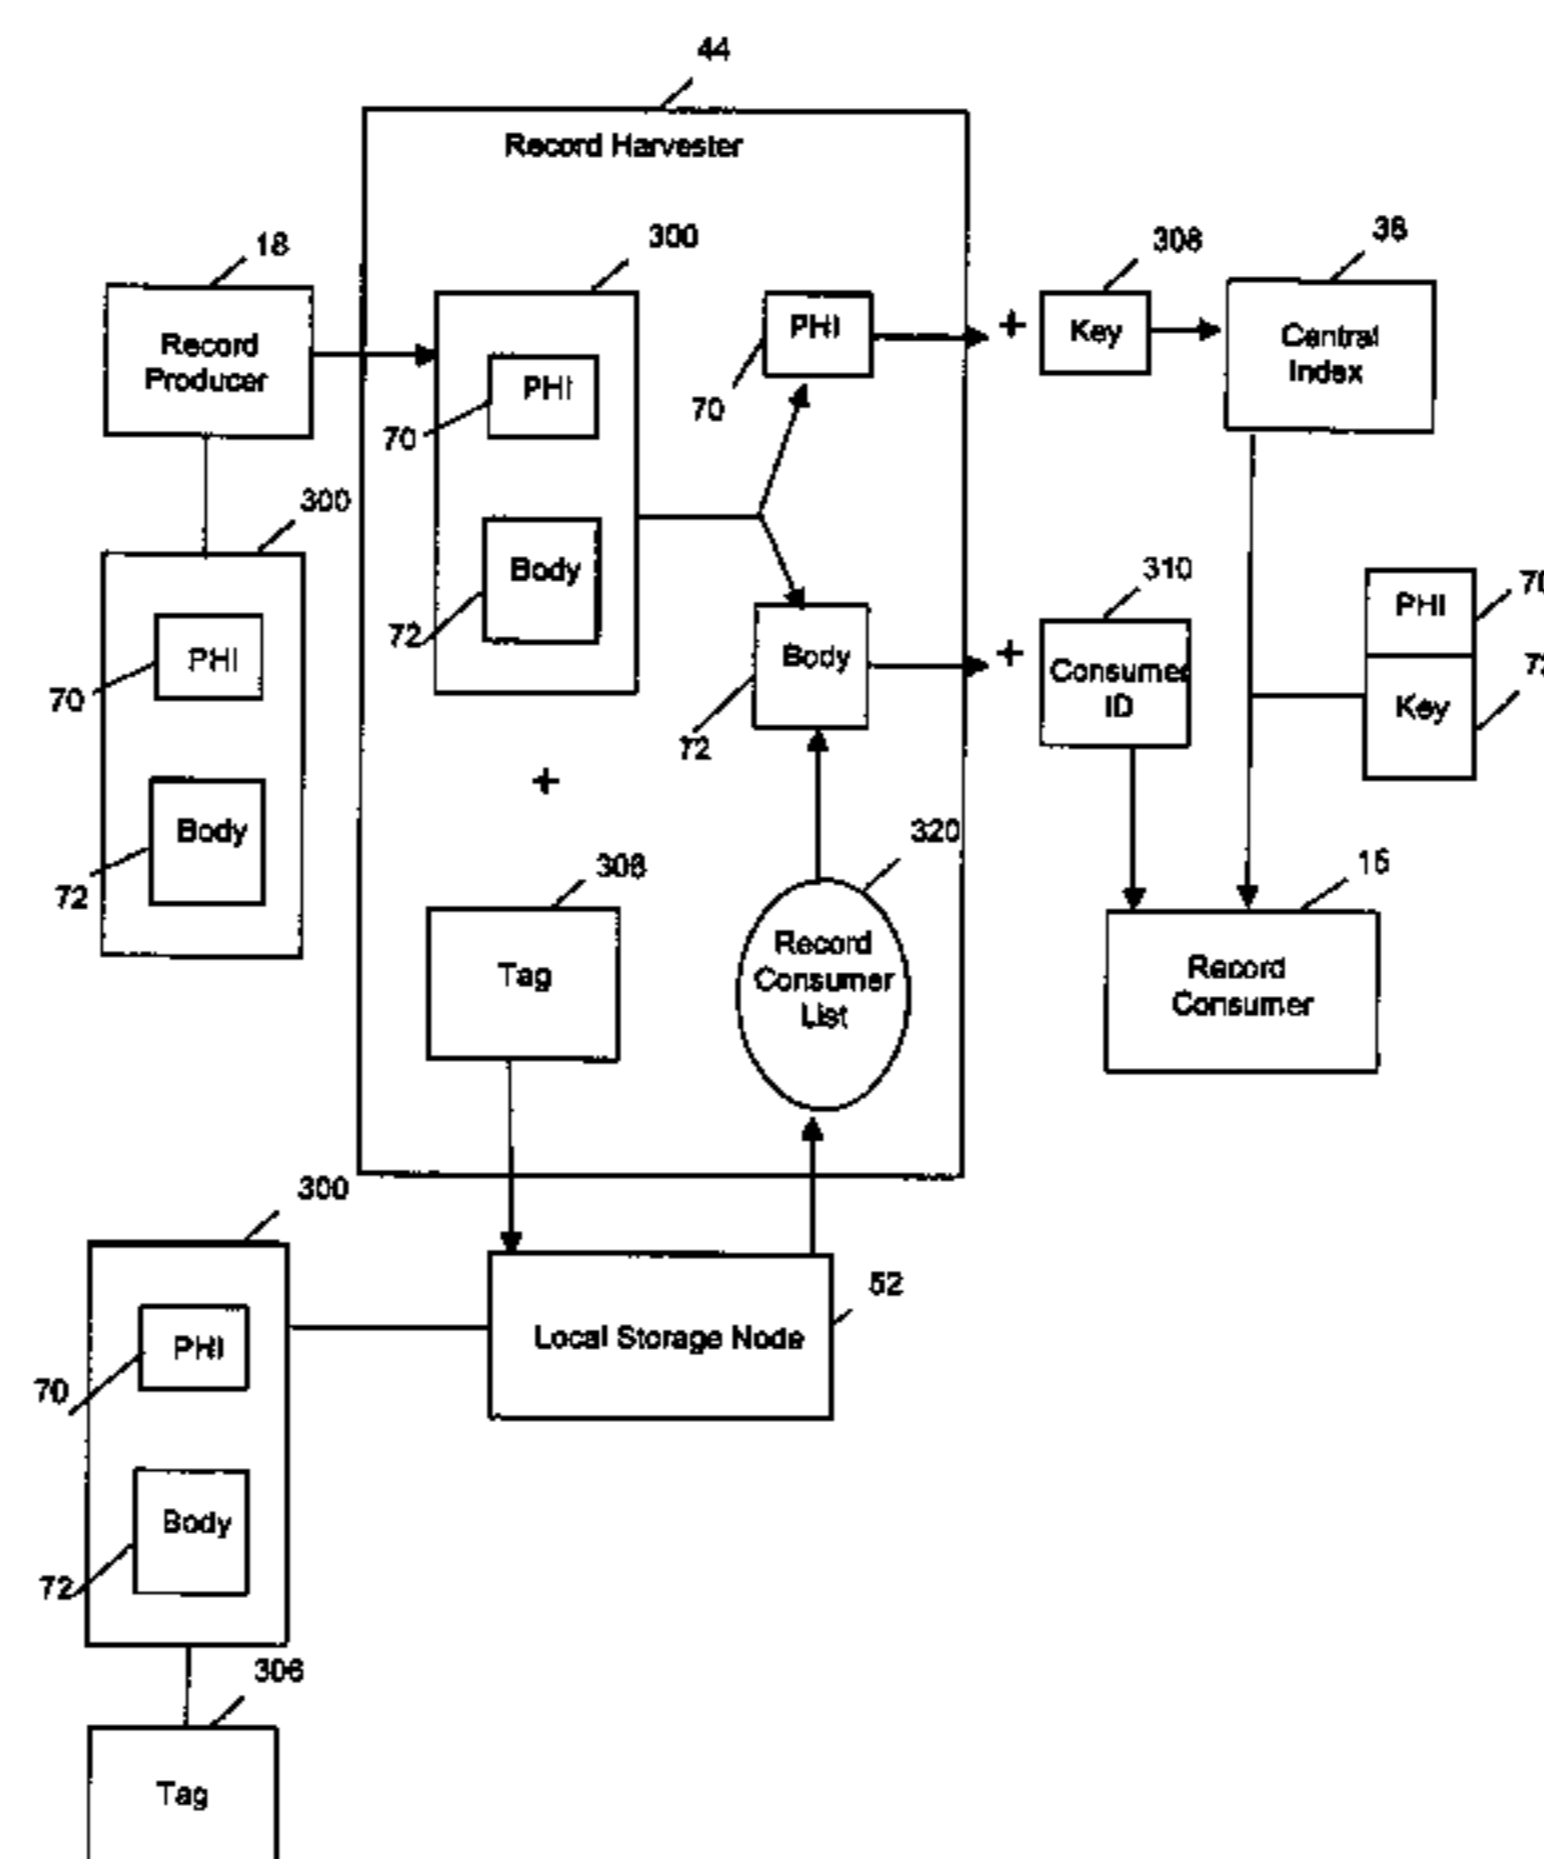 44
Record Harvester
18
300
308
38
Record
Producer
PHI
70
PHI
70
+
Key
Central
Index
300
Body
72
310
PHI
70
PHI
Body
72
+
Consumer
ID
Key
70
Body
72
+
320
306
15
Tag
Record
Consumer
List
Record
Consumer
300
52
PHI
Local Storage Node
70
Body
72
306
Tag